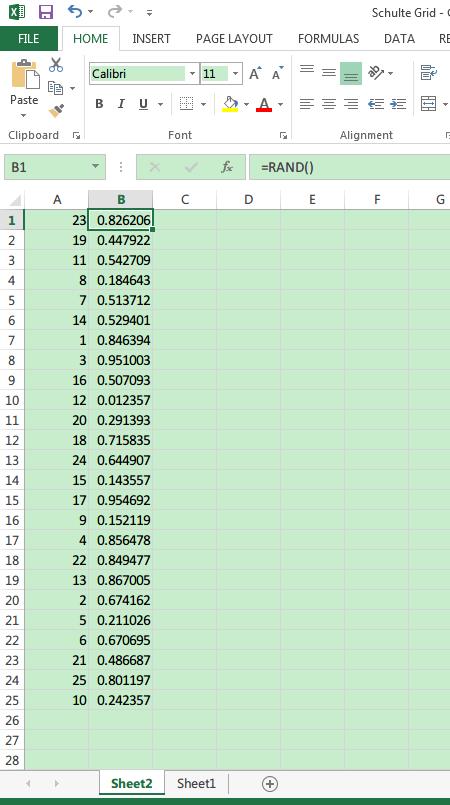 Schulte Grid -
FILE HOME INSERT PAGE LAYOUT FORMULAS DATA
Calibri 11 A A
Paste B I U A
Clipboard Font Alignment
B1 fx =RAND()
A B C D E F G
1 23 0.826206
2 19 0.447922
3 11 0.542709
4 8 0.184643
5 7 0.513712
6 14 0.529401
7 1 0.846394
8 3 0.951003
9 16 0.507093
10 12 0.012357
11 20 0.291393
12 18 0.715835
13 24 0.644907
14 15 0.143557
15 17 0.954692
16 9 0.152119
17 4 0.856478
18 22 0.849477
19 13 0.867005
20 2 0.674162
21 5 0.211026
22 6 0.670695
23 21 0.486687
24 25 0.801197
25 10 0.242357
26
27
28
Sheet2 Sheet1